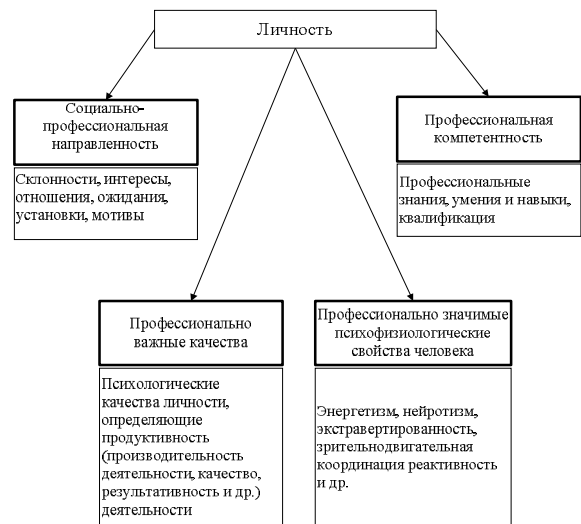 Личность
Социально-
профессиональная
направленность
Склонности, интересы,
отношения, ожидания,
установки, мотивы
Профессиональная
компетентность
Профессиональные
знания, умения и навыки,
квалификация
Профессионально
важные качества
Психологические
качества личности,
определяющие
продуктивность
(производительность
деятельности, качество,
результативность и др.)
деятельности
Профессионально значимые
психофизиологические
свойства человека
Энергетизм, нейротизм,
экстравертированность,
зрительнодвигательная
координация реактивность
и др.